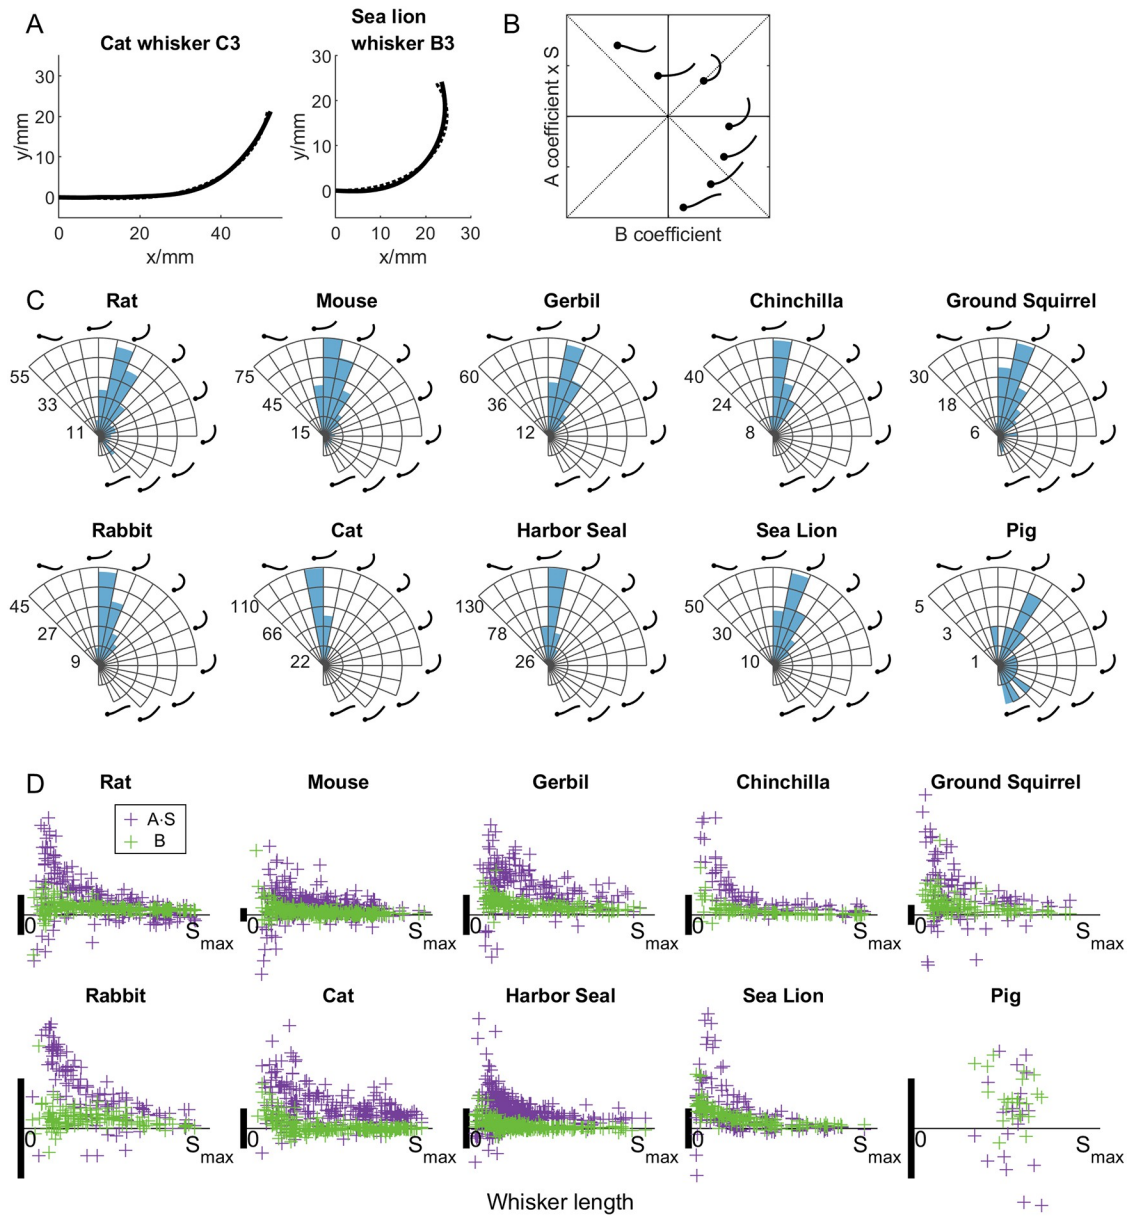 A
Cat whisker C3
Sea lion
whisker B3
B
y/mm
30
20
10
0
0
20
40
x/mm
y/mm
30
20
10
0
0
10
20
30
x/mm
A coefficient x S
B coefficient
C
Rat
Mouse
Gerbil
Chinchilla
Ground Squirrel
55
33
11
75
45
15
60
36
12
40
24
8
30
18
6
Rabbit
Cat
Harbor Seal
Sea Lion
Pig
45
27
9
110
66
22
130
78
26
50
30
10
5
3
1
D
Rat
Mouse
Gerbil
Chinchilla
Ground Squirrel
A·S
B
0
Smax
0
Smax
0
Smax
0
Smax
0
Smax
Rabbit
Cat
Harbor Seal
Sea Lion
Pig
0
Smax
0
Smax
0
Smax
0
Smax
0
Smax
Whisker length